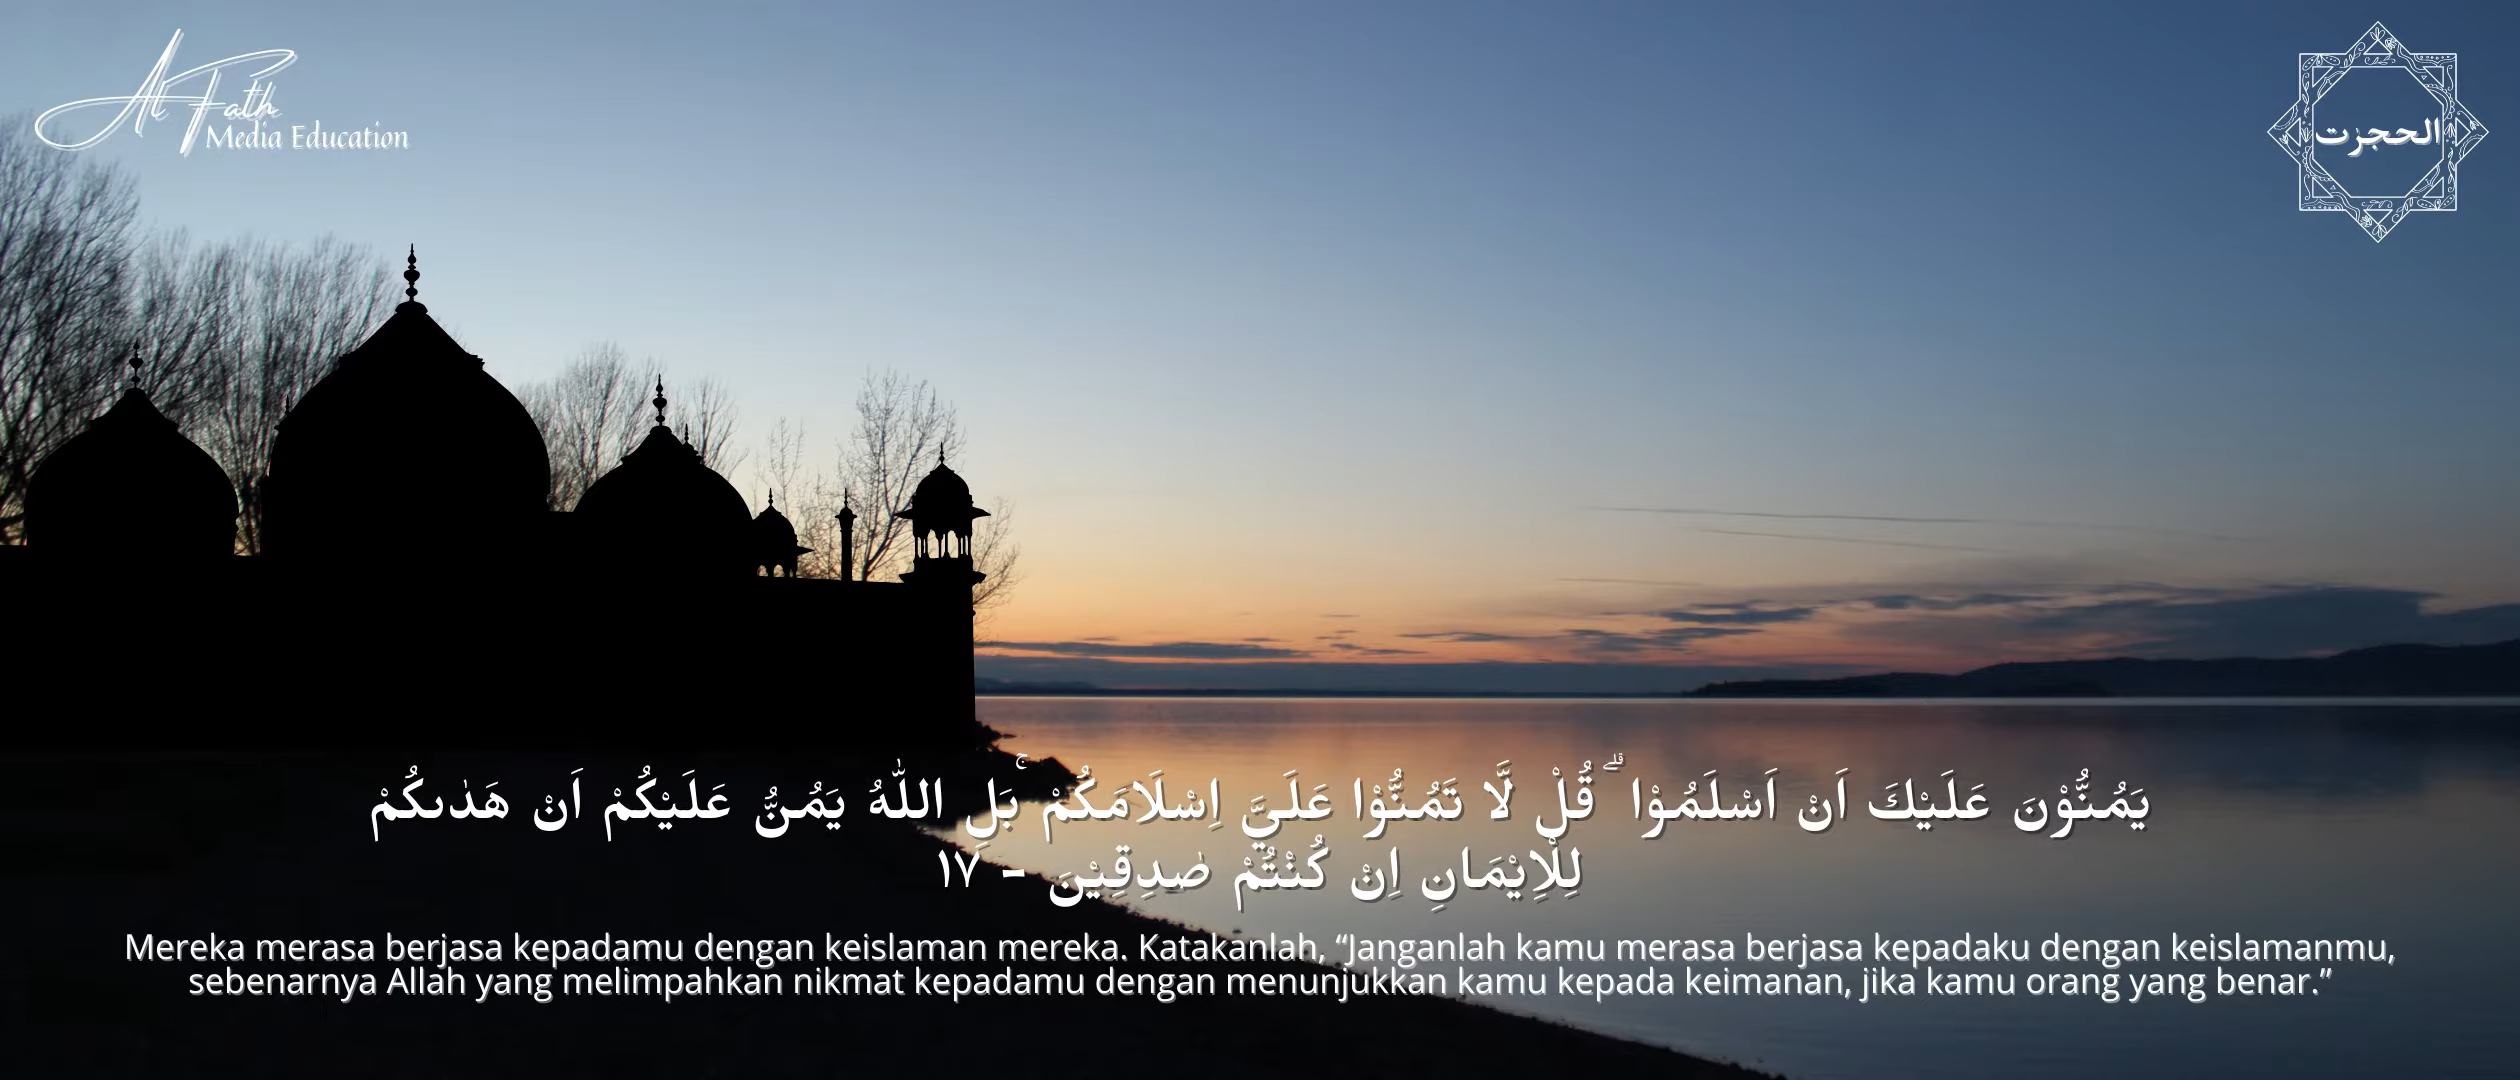 Al Fath
Media Education
الحجرٰت
يَمُنُّوْنَ عَلَيْكَ اَنْ اَسْلَمُوْا ۗ قُلْ لَّا تَمُنُّوْا عَلَيَّ اِسْلَامَكُمْ ۚ بَلِ اللّٰهُ يَمُنُّ عَلَيْكُمْ اَنْ هَدٰىكُمْ
لِلْاِيْمَانِ اِنْ كُنْتُمْ صٰدِقِيْنَ - ١٧
Mereka merasa berjasa kepadamu dengan keislaman mereka. Katakanlah, “Janganlah kamu merasa berjasa kepadaku dengan keislamanmu,
sebenarnya Allah yang melimpahkan nikmat kepadamu dengan menunjukkan kamu kepada keimanan, jika kamu orang yang benar.”